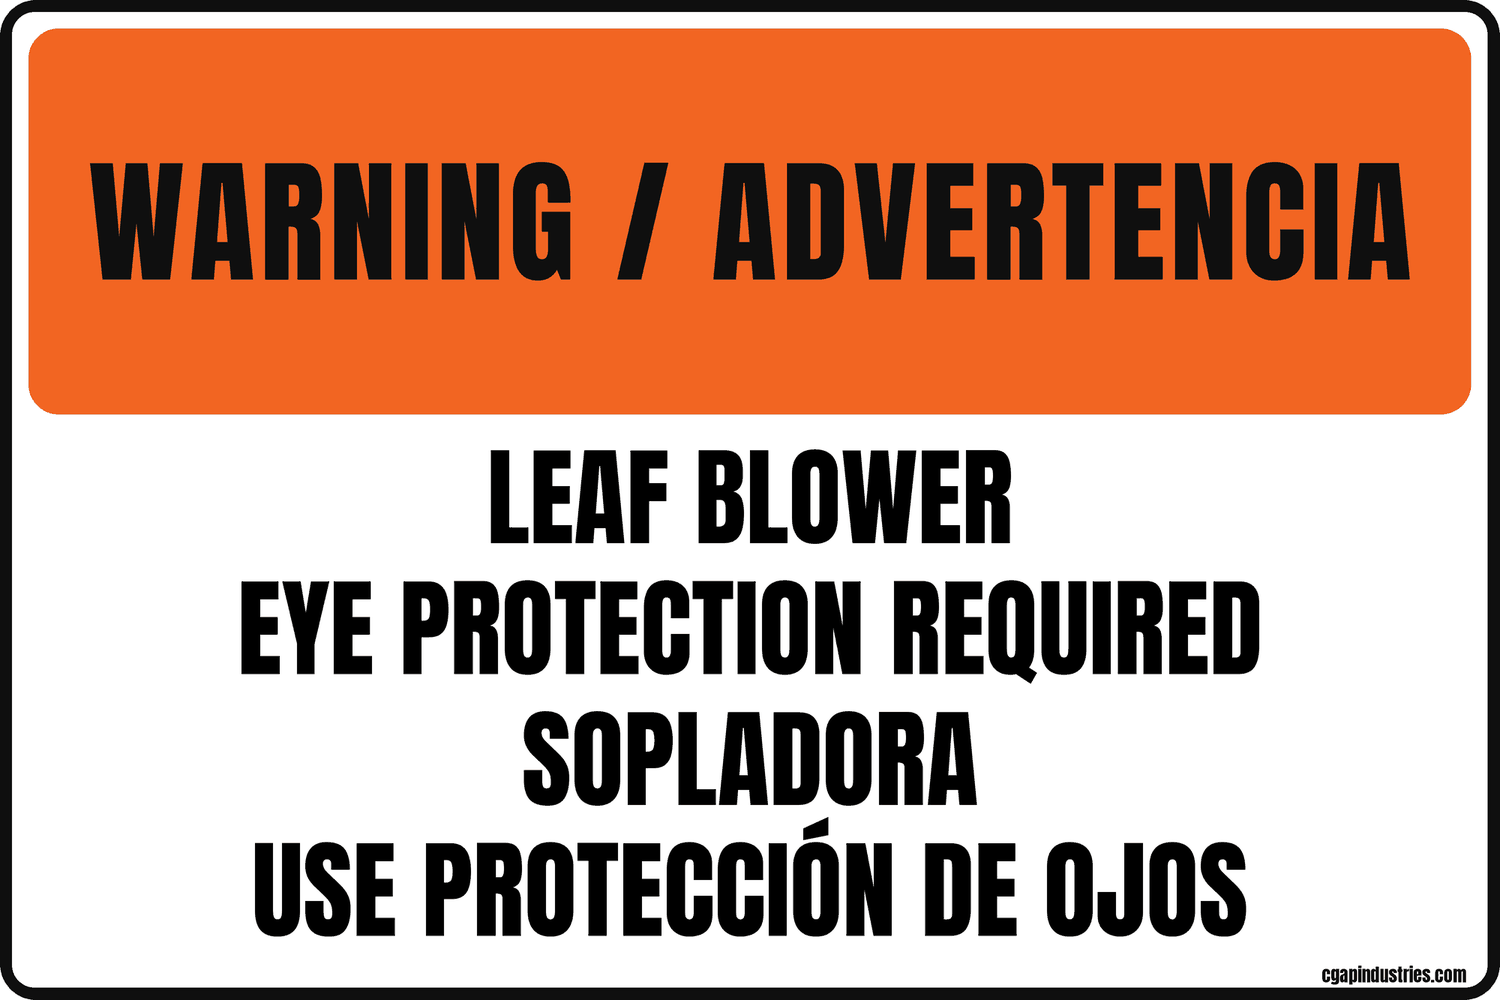 WARNING / ADVERTENCIA
LEAF BLOWER
EYE PROTECTION REQUIRED
SOPLADORA
USE PROTECCIÓN DE OJOS
cgapindustries.com